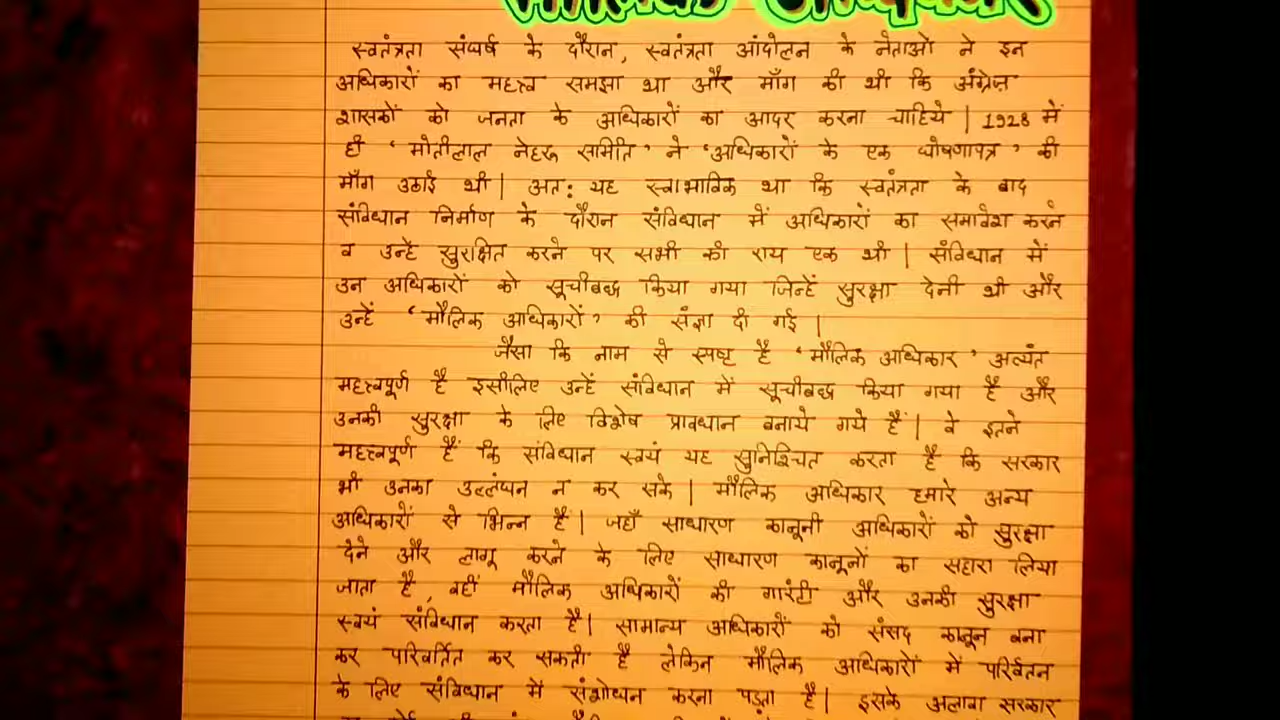 मौलिक अधिकार
स्वतंत्रता संघर्ष के दौरान, स्वतंत्रता आंदोलन के नेताओं ने इन
अधिकारों का महत्त्व समझा था और माँग की थी कि अंग्रेज़
शासकों को जनता के अधिकारों का आदर करना चाहिये | 1928 में
ही ‘मोतीलाल नेहरू समिति’ ने ‘अधिकारों के एक घोषणापत्र’ की
माँग उठाई थी | अत: यह स्वाभाविक था कि स्वतंत्रता के बाद
संविधान निर्माण के दौरान संविधान में अधिकारों का समावेश करने
व उन्हें सुरक्षित करने पर सभी की राय एक थी | संविधान में
उन अधिकारों को सूचीबद्ध किया गया जिन्हें सुरक्षा देनी थी और
उन्हें ‘मौलिक अधिकारों’ की संज्ञा दी गई |
जैसा कि नाम से स्पष्ट है ‘मौलिक अधिकार’ अत्यंत
महत्त्वपूर्ण है इसीलिए उन्हें संविधान में सूचीबद्ध किया गया है और
उनकी सुरक्षा के लिए विशेष प्रावधान बनाये गये हैं | वे इतने
महत्त्वपूर्ण हैं कि संविधान स्वयं यह सुनिश्चित करता है कि सरकार
भी उनका उल्लंघन न कर सके | मौलिक अधिकार हमारे अन्य
अधिकारों से भिन्न हैं | जहाँ साधारण कानूनी अधिकारों को सुरक्षा
देने और लागू करने के लिए साधारण कानूनों का सहारा लिया
जाता है, वहीं मौलिक अधिकारों की गारंटी और उनकी सुरक्षा
स्वयं संविधान करता है | सामान्य अधिकारों को संसद कानून बना
कर परिवर्तित कर सकती है लेकिन मौलिक अधिकारों में परिर्वतन
के लिए संविधान में संशोधन करना पड़ता है | इसके अलावा सरकार